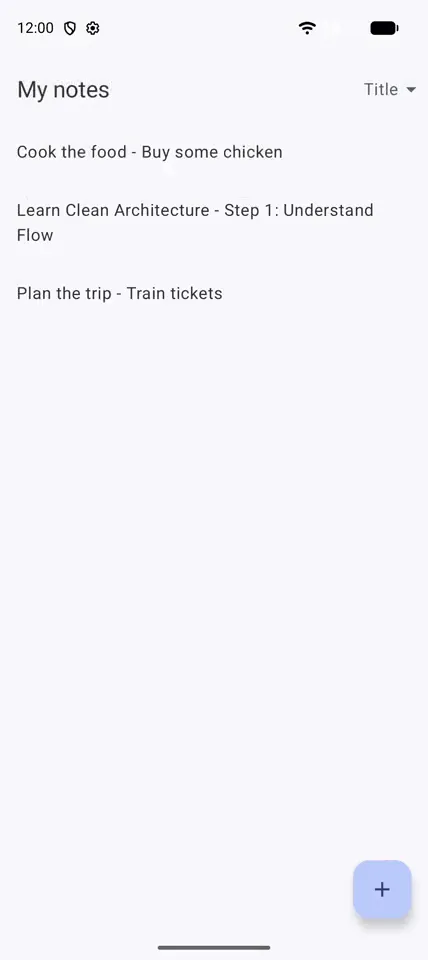 12:00
My notes
Title
Cook the food - Buy some chicken
Learn Clean Architecture - Step 1: Understand
Flow
Plan the trip - Train tickets
+